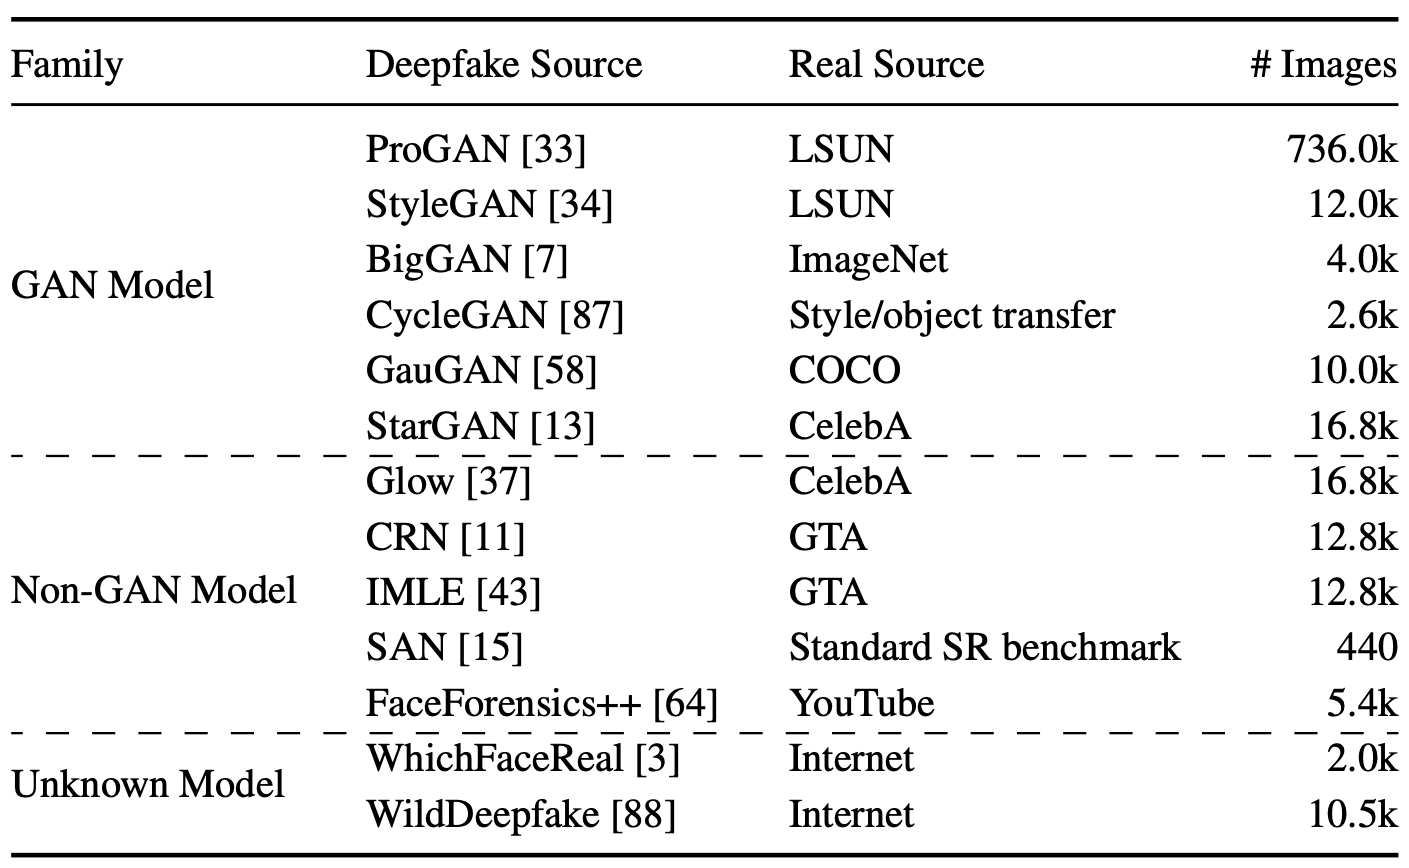 Family Deepfake Source Real Source # Images
ProGAN [33] LSUN 736.0k
StyleGAN [34] LSUN 12.0k
BigGAN [7] ImageNet 4.0k
GAN Model
CycleGAN [87] Style/object transfer 2.6k
GauGAN [58] COCO 10.0k
StarGAN [13] CelebA 16.8k
Glow [37] CelebA 16.8k
CRN [11] GTA 12.8k
Non-GAN Model IMLE [43] GTA 12.8k
SAN [15] Standard SR benchmark 440
FaceForensics++ [64] YouTube 5.4k
WhichFaceReal [3] Internet 2.0k
Unknown Model
WildDeepfake [88] Internet 10.5k